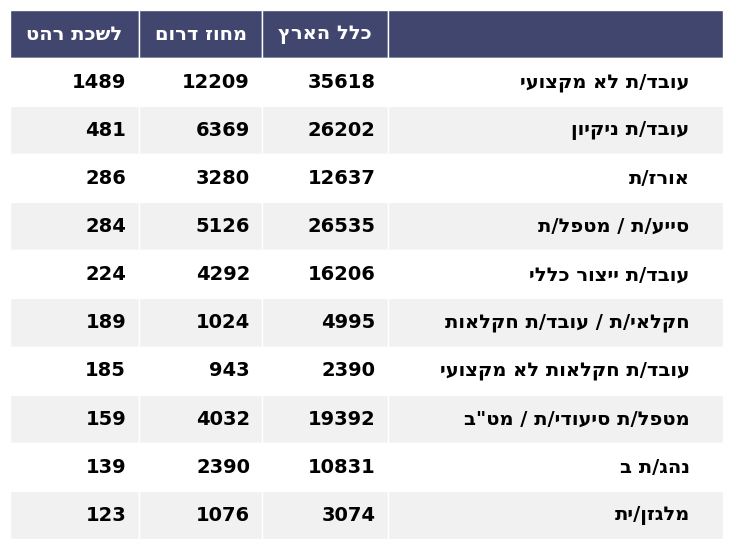 כלל הארץ מחוז דרום לשכת רהט
עובד/ת לא מקצועי 35618 12209 1489
עובד/ת ניקיון 26202 6369 481
אורז/ת 12637 3280 286
סייע/ת / מטפל/ת 26535 5126 284
עובד/ת ייצור כללי 16206 4292 224
חקלאי/ת / עובד/ת חקלאות 4995 1024 189
עובד/ת חקלאות לא מקצועי 2390 943 185
מטפל/ת סיעודי/ת / מט"ב 19392 4032 159
נהג/ת ב 10831 2390 139
מלגזן/ית 3074 1076 123